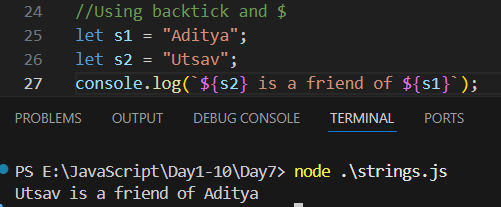 24 //Using backtick and $
25 let s1 = "Aditya";
26 let s2 = "Utsav";
27 console.log(`${s2} is a friend of ${s1}`);
PROBLEMS OUTPUT DEBUG CONSOLE TERMINAL PORTS
PS E:\JavaScript\Day1-10\Day7> node .\strings.js
Utsav is a friend of Aditya